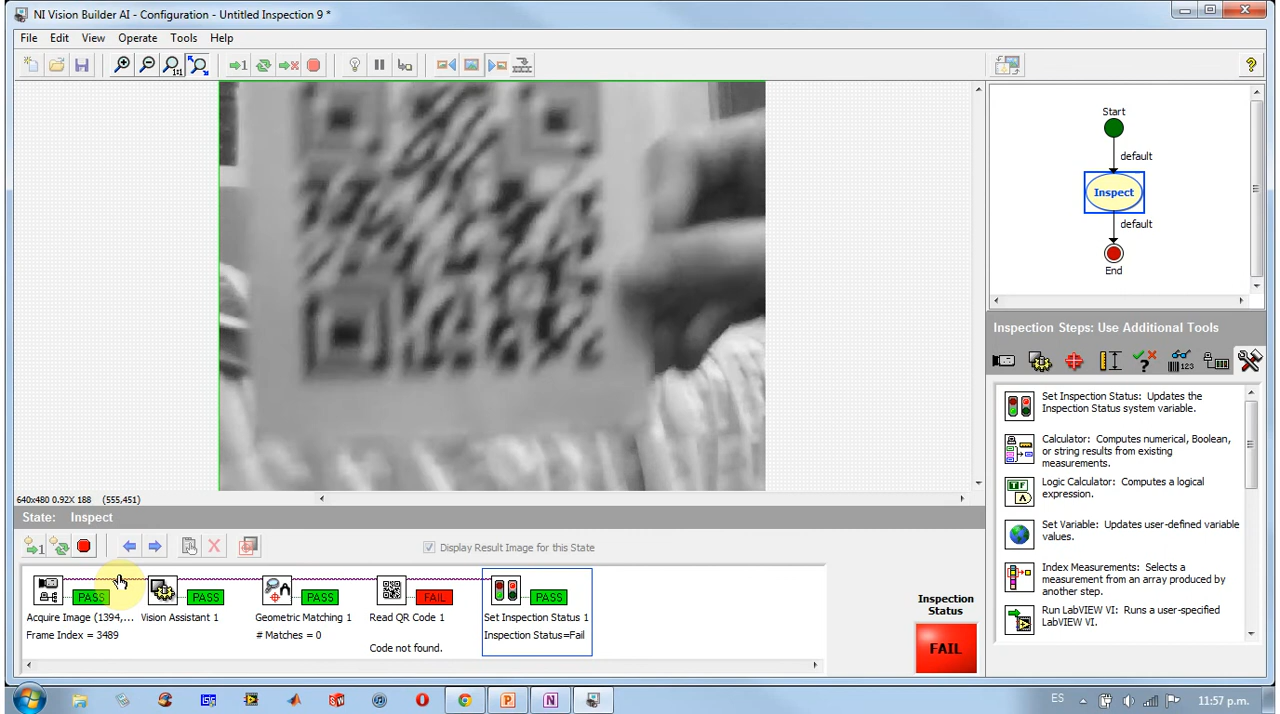 NI Vision Builder AI - Configuration - Untitled Inspection 9 *
File Edit View Operate Tools Help
Start
default
Inspect
default
End
640x480 0.92X 188 (555,451)
State: Inspect
Display Result Image for this State
PASS PASS PASS FAIL PASS
Acquire Image (1394,... Vision Assistant 1 Geometric Matching 1 Read QR Code 1 Set Inspection Status 1
Frame Index = 3489 # Matches = 0 Inspection Status=Fail
Code not found.
Inspection
Status
FAIL
Inspection Steps: Use Additional Tools
Set Inspection Status: Updates the
Inspection Status system variable.
Calculator: Computes numerical, Boolean,
or string results from existing
measurements.
Logic Calculator: Computes a logical
expression.
Set Variable: Updates user-defined variable
values.
Index Measurements: Selects a
measurement from an array produced by
another step.
Run LabVIEW VI: Runs a user-specified
LabVIEW VI.
ES 11:57 p.m.